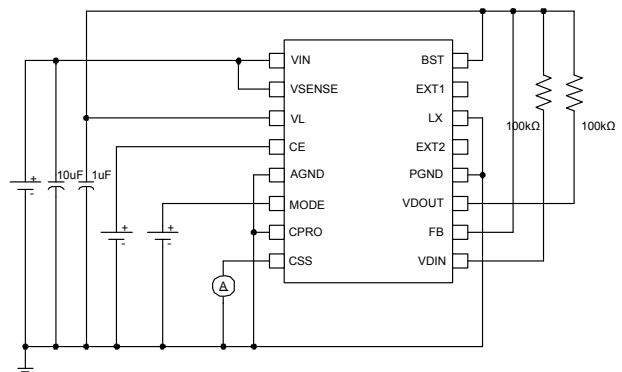 VIN BST
VSENSE EXT1
VL LX
100kΩ 100kΩ
CE EXT2
+ 10uF 1uF AGND PGND
-
MODE VDOUT
+ +
- -
CPRO FB
CSS VDIN
A